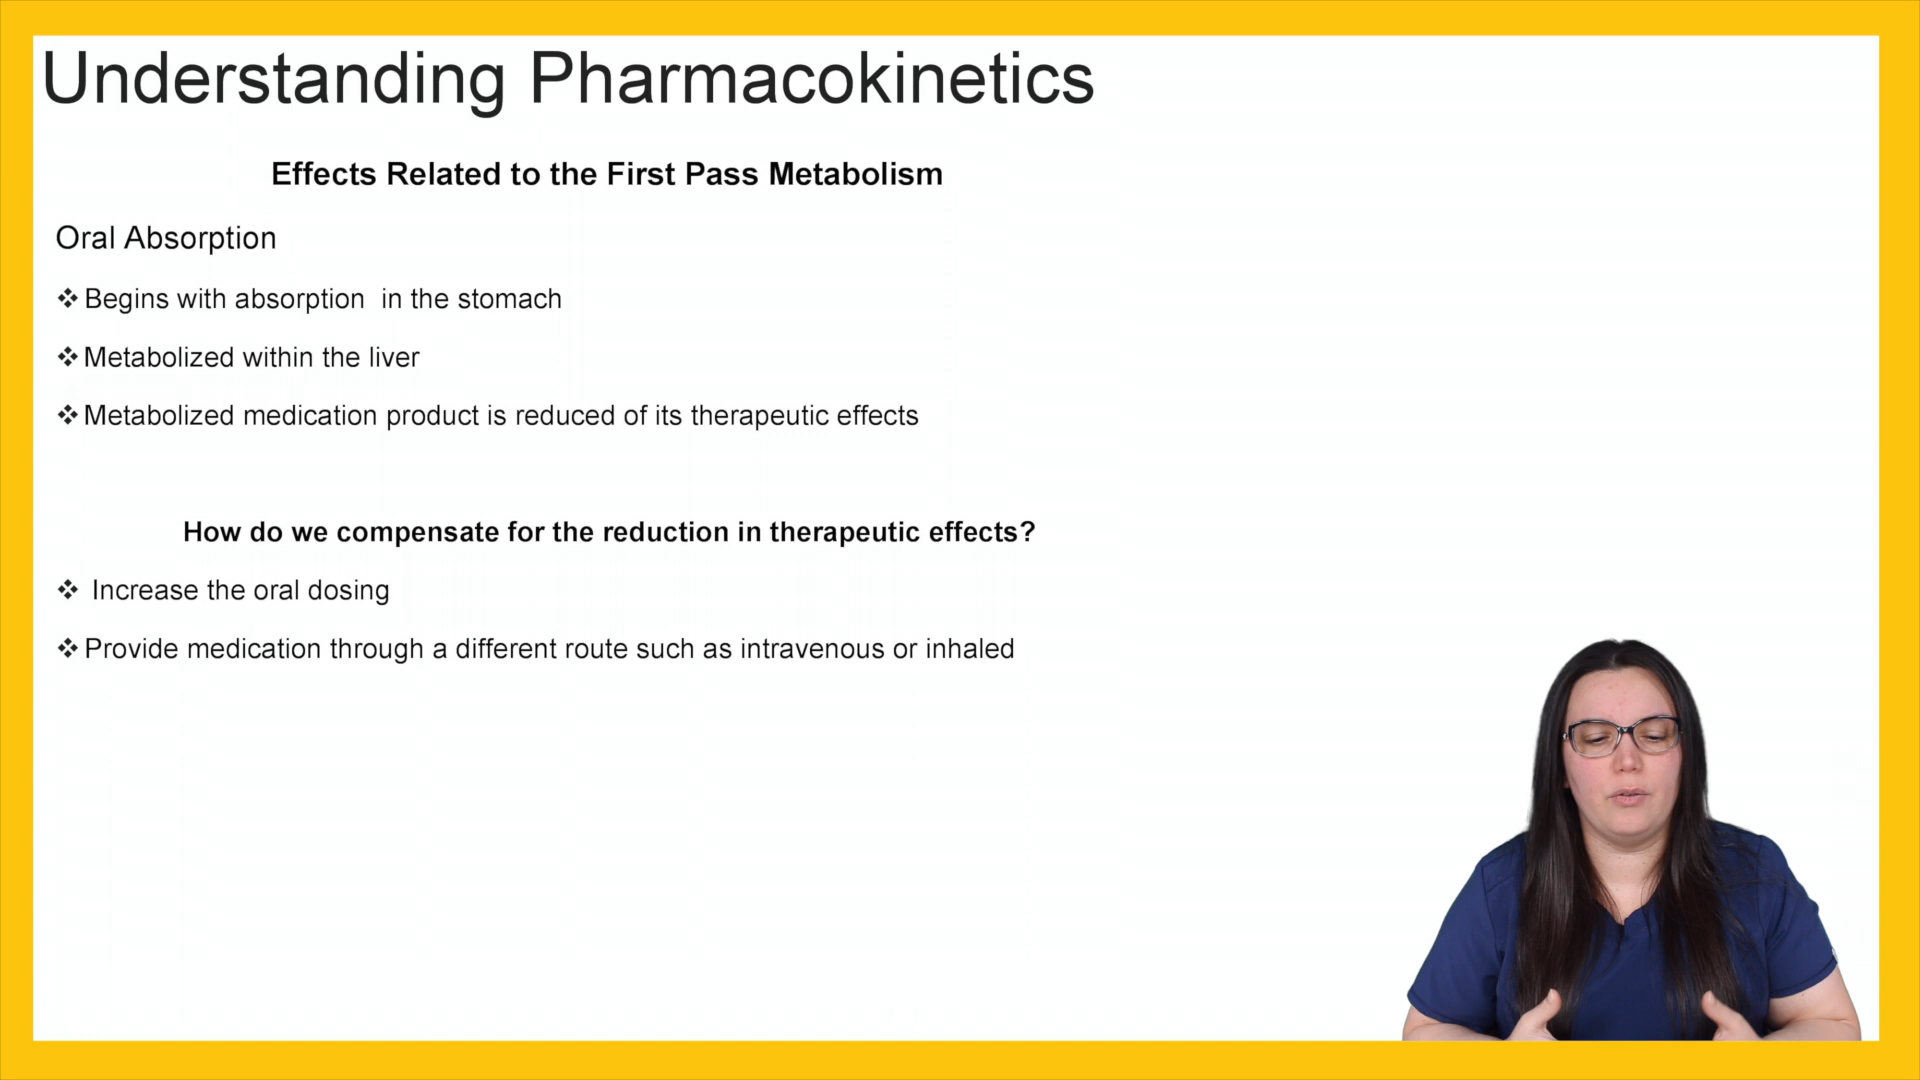 Understanding Pharmacokinetics
Effects Related to the First Pass Metabolism
Oral Absorption
❖ Begins with absorption  in the stomach
❖ Metabolized within the liver
❖ Metabolized medication product is reduced of its therapeutic effects
How do we compensate for the reduction in therapeutic effects?
❖ Increase the oral dosing
❖ Provide medication through a different route such as intravenous or inhaled